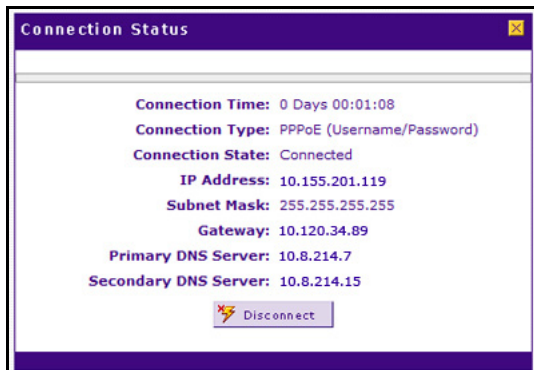 Connection Status
Connection Time: 0 Days 00:01:08
Connection Type: PPPoE (Username/Password)
Connection State: Connected
IP Address: 10.155.201.119
Subnet Mask: 255.255.255.255
Gateway: 10.120.34.89
Primary DNS Server: 10.8.214.7
Secondary DNS Server: 10.8.214.15
Disconnect